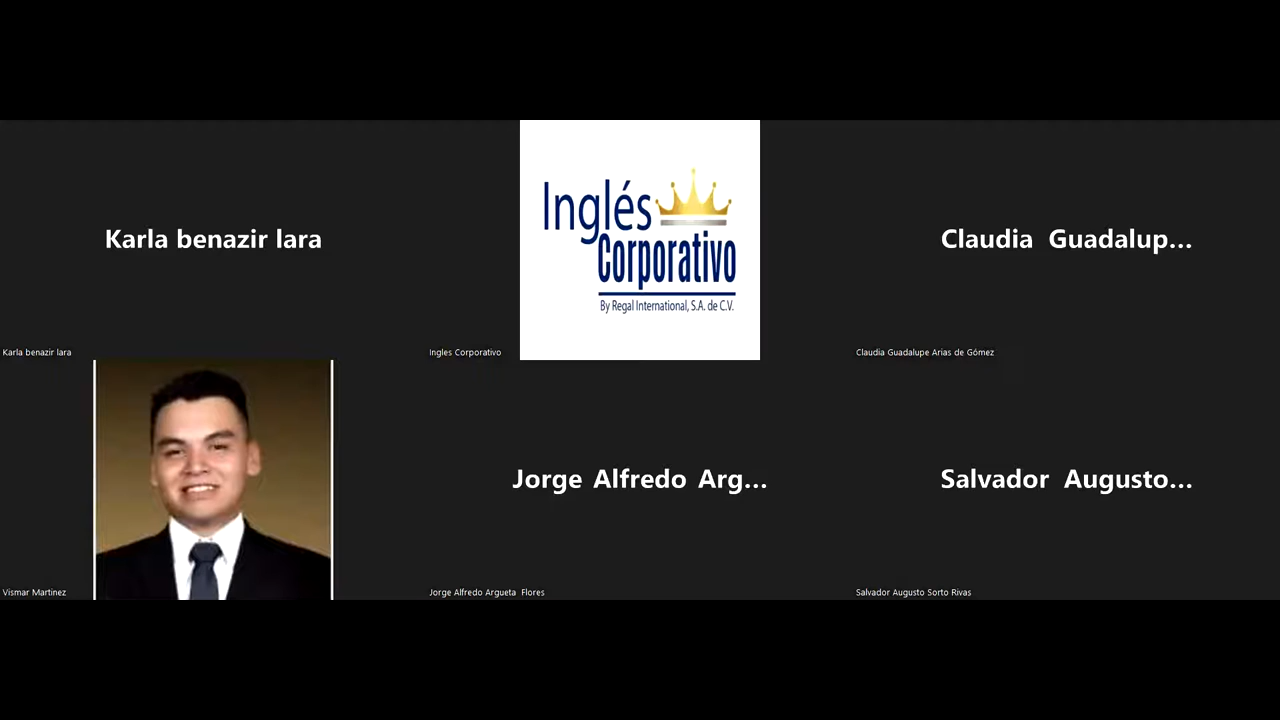 Karla benazir lara
Inglés
Corporativo
By Regal International, S.A. de C.V.
Claudia Guadalup...
Karla benazir lara
Ingles Corporativo
Claudia Guadalupe Arias de Gómez
Jorge Alfredo Arg...
Salvador Augusto...
Vismar Martinez
Jorge Alfredo Argueta Flores
Salvador Augusto Sorto Rivas